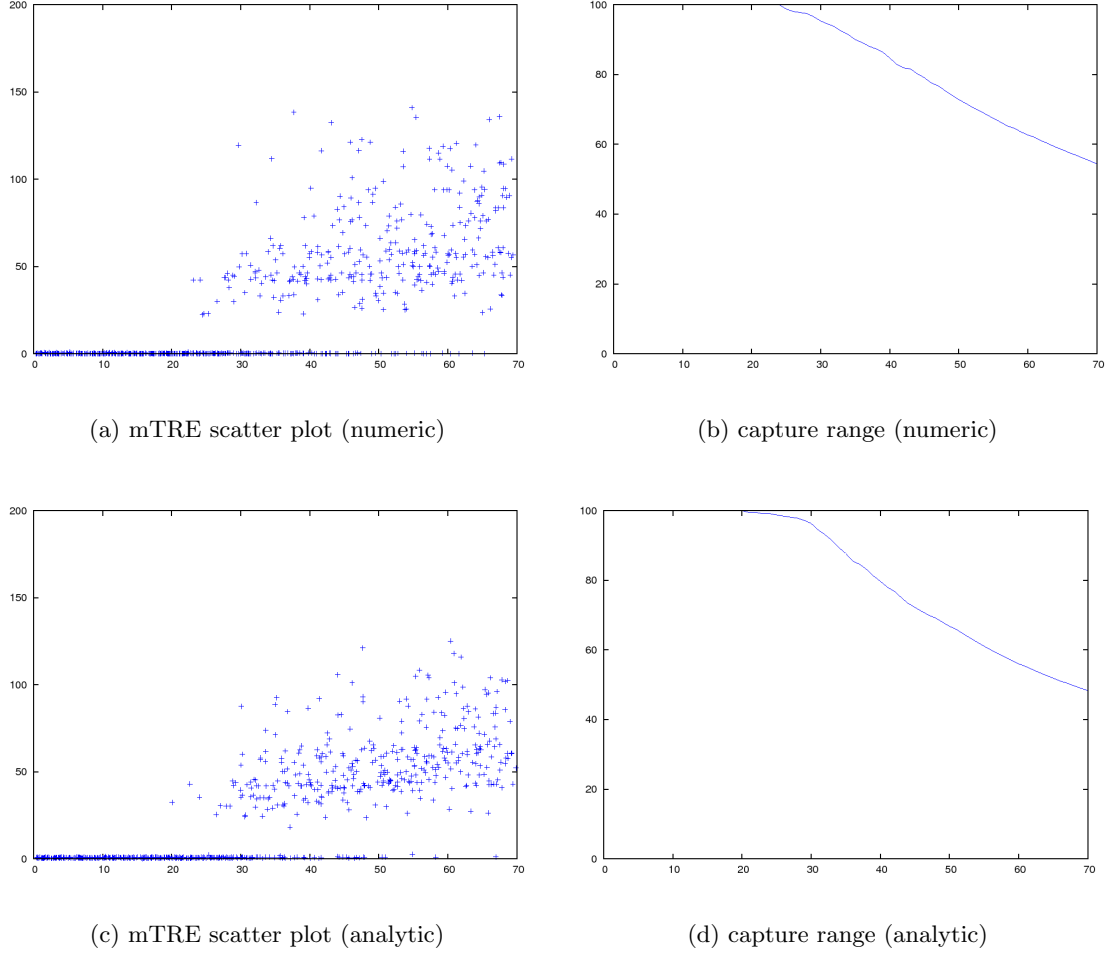 200
150
100
50
0
0 10 20 30 40 50 60 70
(a) mTRE scatter plot (numeric)
100
80
60
40
20
0
0 10 20 30 40 50 60 70
(b) capture range (numeric)
200
150
100
50
0
0 10 20 30 40 50 60 70
(c) mTRE scatter plot (analytic)
100
80
60
40
20
0
0 10 20 30 40 50 60 70
(d) capture range (analytic)